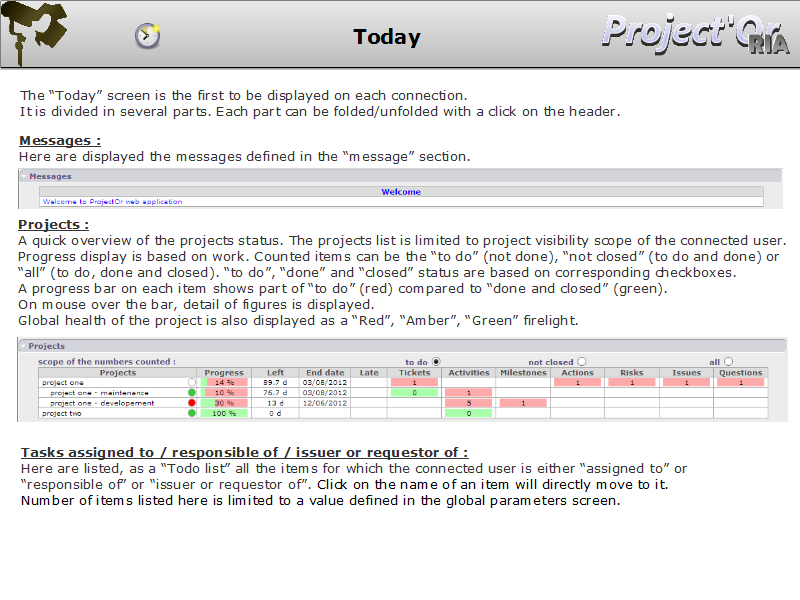 Today
Project'Or
RIA
The “Today” screen is the first to be displayed on each connection.
It is divided in several parts. Each part can be folded/unfolded with a click on the header.
Messages :
Here are displayed the messages defined in the “message” section.
Messages
Welcome
Welcome to ProjectOr web application
Projects :
A quick overview of the projects status. The projects list is limited to project visibility scope of the connected user.
Progress display is based on work. Counted items can be the “to do” (not done), “not closed” (to do and done) or
“all” (to do, done and closed). “to do”, “done” and “closed” status are based on corresponding checkboxes.
A progress bar on each item shows part of “to do” (red) compared to “done and closed” (green).
On mouse over the bar, detail of figures is displayed.
Global health of the project is also displayed as a “Red”, “Amber”, “Green” firelight.
Projects
scope of the numbers counted : to do not closed all
Projects Progress Left End date Late Tickets Activities Milestones Actions Risks Issues Questions
project one 14 % 89.7 d 03/08/2012 1 1 1 1 1
project one - maintenance 10 % 76.7 d 03/08/2012 0 1
project one - developement 30 % 13 d 12/06/2012 5 1
project two 100 % 0 d 0
Tasks assigned to / responsible of / issuer or requestor of :
Here are listed, as a “Todo list” all the items for which the connected user is either “assigned to” or
“responsible of” or “issuer or requestor of”. Click on the name of an item will directly move to it.
Number of items listed here is limited to a value defined in the global parameters screen.